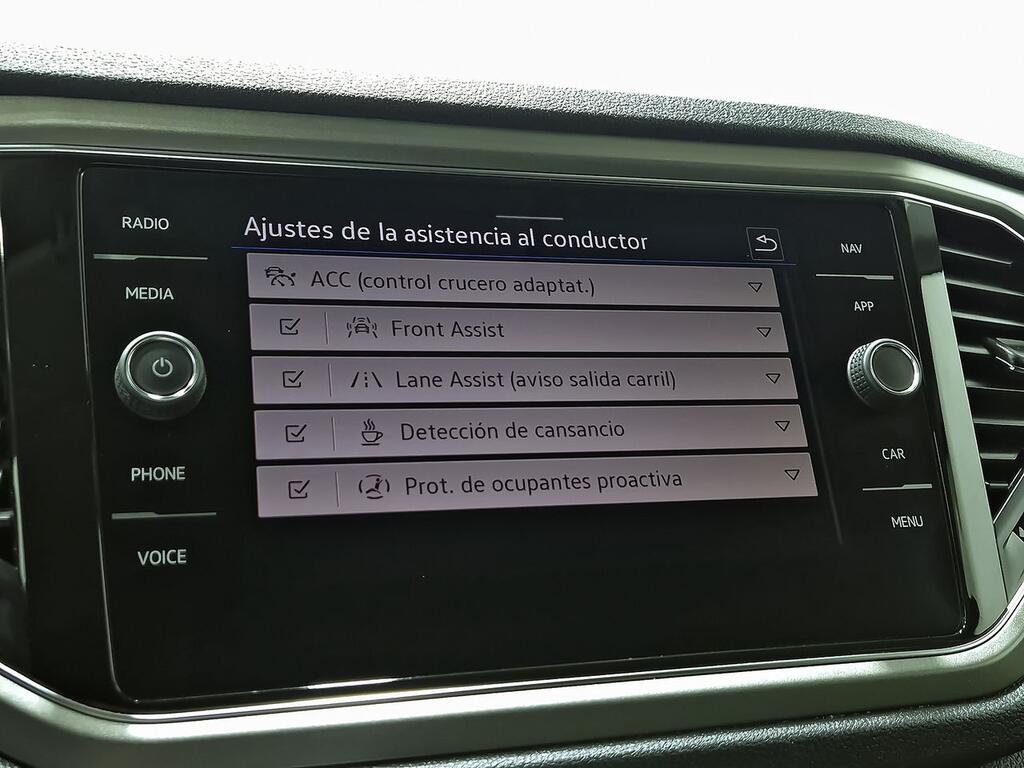 RADIO
MEDIA
PHONE
VOICE
Ajustes de la asistencia al conductor
ACC (control crucero adaptat.)
Front Assist
Lane Assist (aviso salida carril)
Detección de cansancio
Prot. de ocupantes proactiva
NAV
APP
CAR
MENU